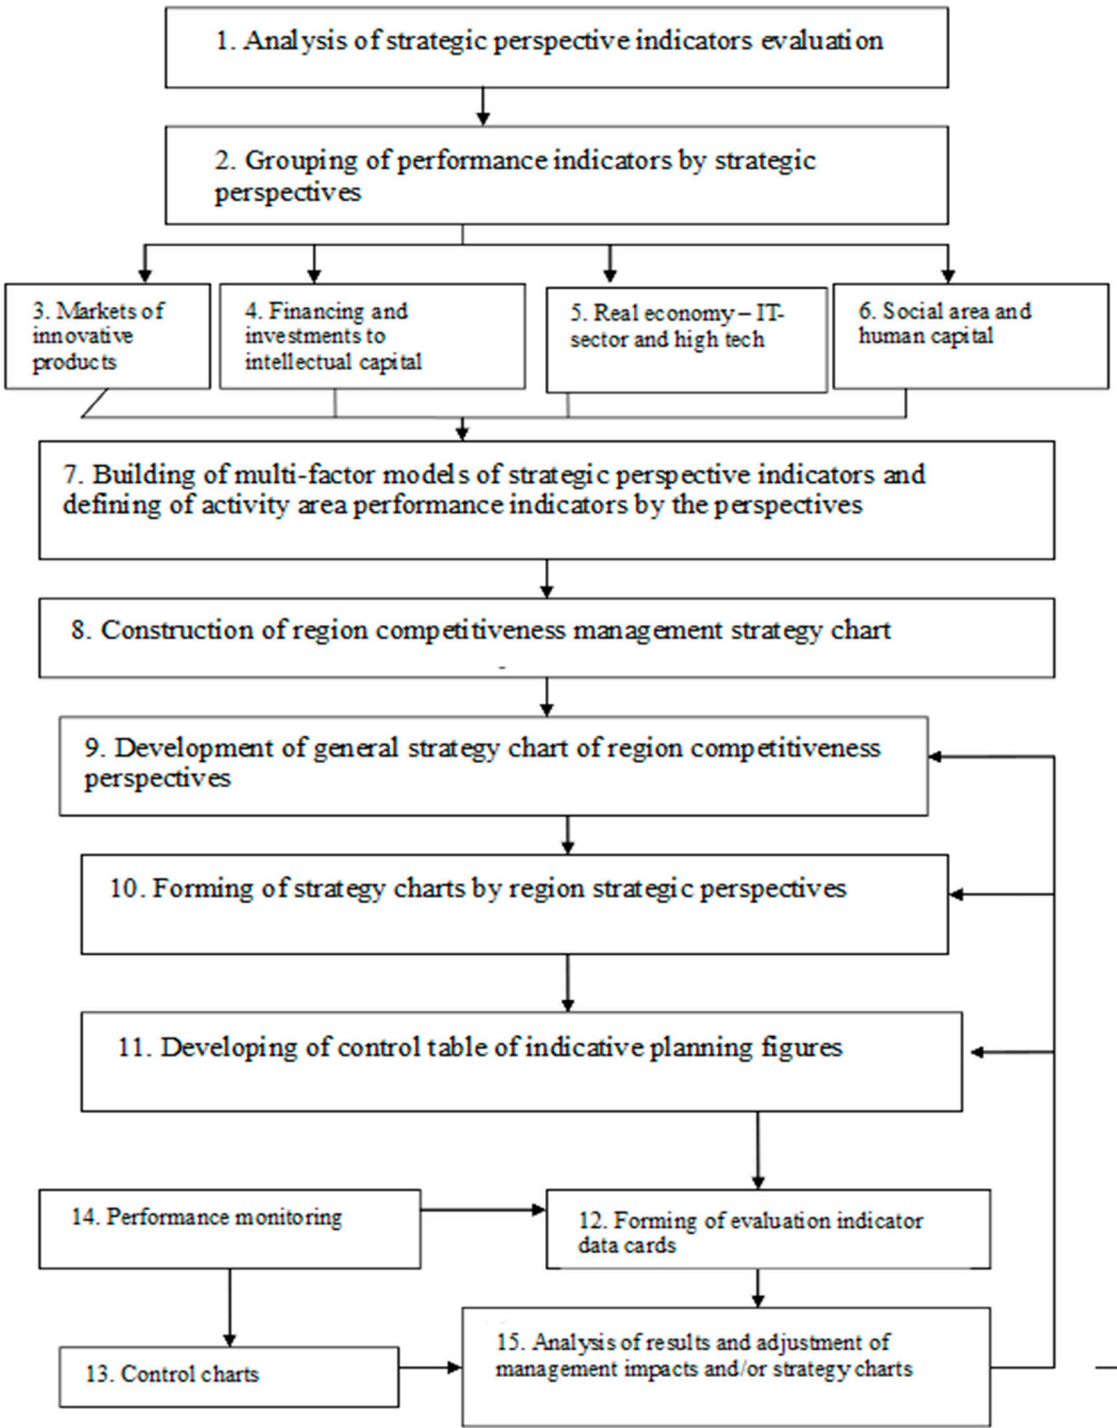 1. Analysis of strategic perspective indicators evaluation
2. Grouping of performance indicators by strategic
perspectives
3. Markets of
innovative
products
4. Financing and
investments to
intellectual capital
5. Real economy – IT-
sector and high tech
6. Social area and
human capital
7. Building of multi-factor models of strategic perspective indicators and
defining of activity area performance indicators by the perspectives
8. Construction of region competitiveness management strategy chart
9. Development of general strategy chart of region competitiveness
perspectives
10. Forming of strategy charts by region strategic perspectives
11. Developing of control table of indicative planning figures
14. Performance monitoring
12. Forming of evaluation indicator
data cards
13. Control charts
15. Analysis of results and adjustment of
management impacts and/or strategy charts